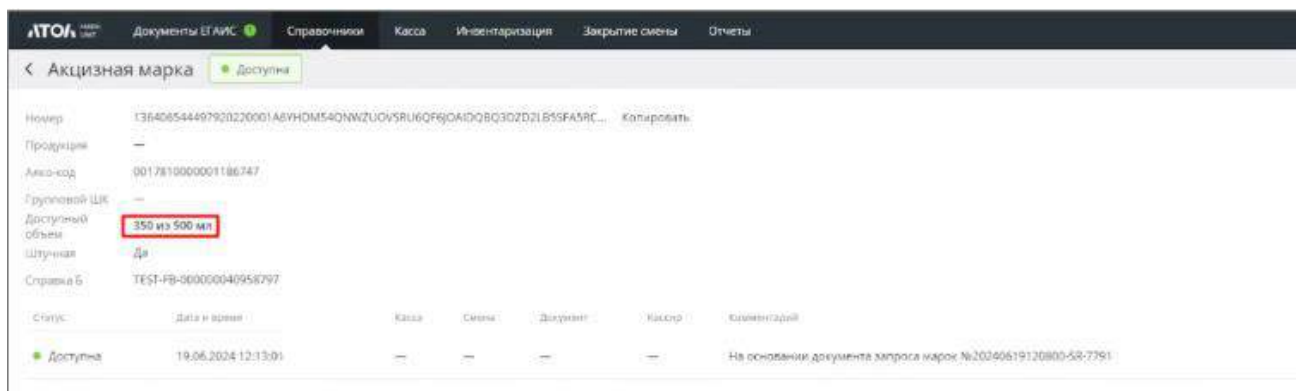 АТОЛ HARD UNIT Документы ЕГАИС Справочники Касса Инвентаризация Закрытие смены Отчеты
Акцизная марка Доступна
Номер Копировать
Продукция —
Алко-код 0017810000001186747
Групповой ШК —
Доступный объем 350 из 500 мл
Штучная Да
Справка Б TEST-FB-000000040958797
Статус Дата и время Касса Смена Документ Кассир Комментарий
Доступна 19.06.2024 12:13:01 — — — — На основании документа запроса марок №20240619120800-SR-7791